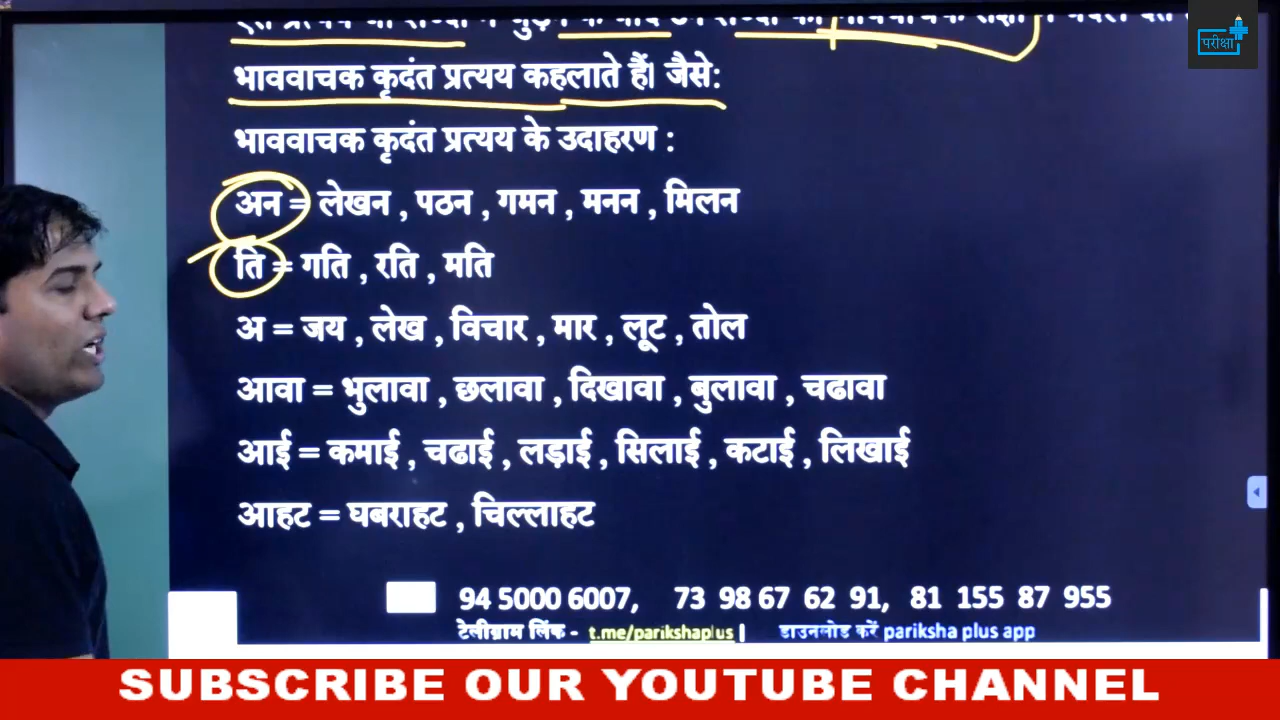 परीक्षा
भाववाचक कृदंत प्रत्यय कहलाते हैं। जैसे:
भाववाचक कृदंत प्रत्यय के उदाहरण :
अन = लेखन , पठन , गमन , मनन , मिलन
ति = गति , रति , मति
अ = जय , लेख , विचार , मार , लूट , तोल
आवा = भुलावा , छलावा , दिखावा , बुलावा , चढावा
आई = कमाई , चढाई , लड़ाई , सिलाई , कटाई , लिखाई
आहट = घबराहट , चिल्लाहट
94 5000 6007, 73 98 67 62 91, 81 155 87 955
टेलीग्राम लिंक - t.me/parikshaplus | डाउनलोड करें pariksha plus app
SUBSCRIBE OUR YOUTUBE CHANNEL